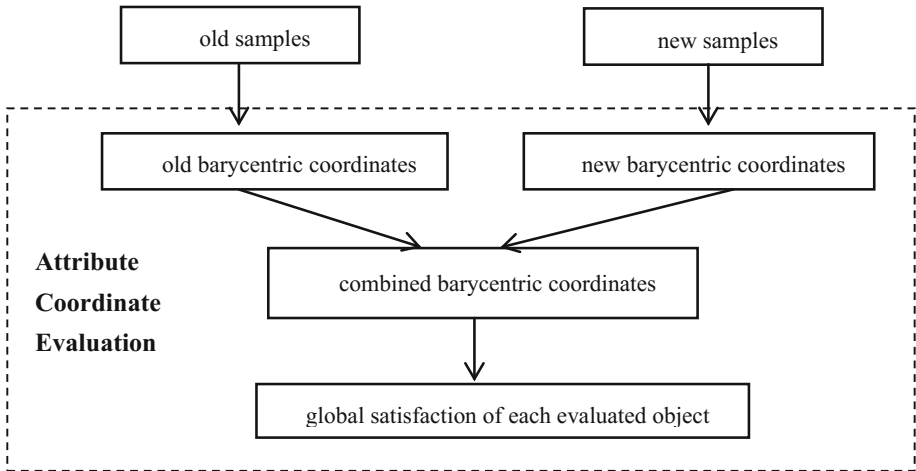 old samples
new samples
old barycentric coordinates
new barycentric coordinates
combined barycentric coordinates
Attribute
Coordinate
Evaluation
global satisfaction of each evaluated object